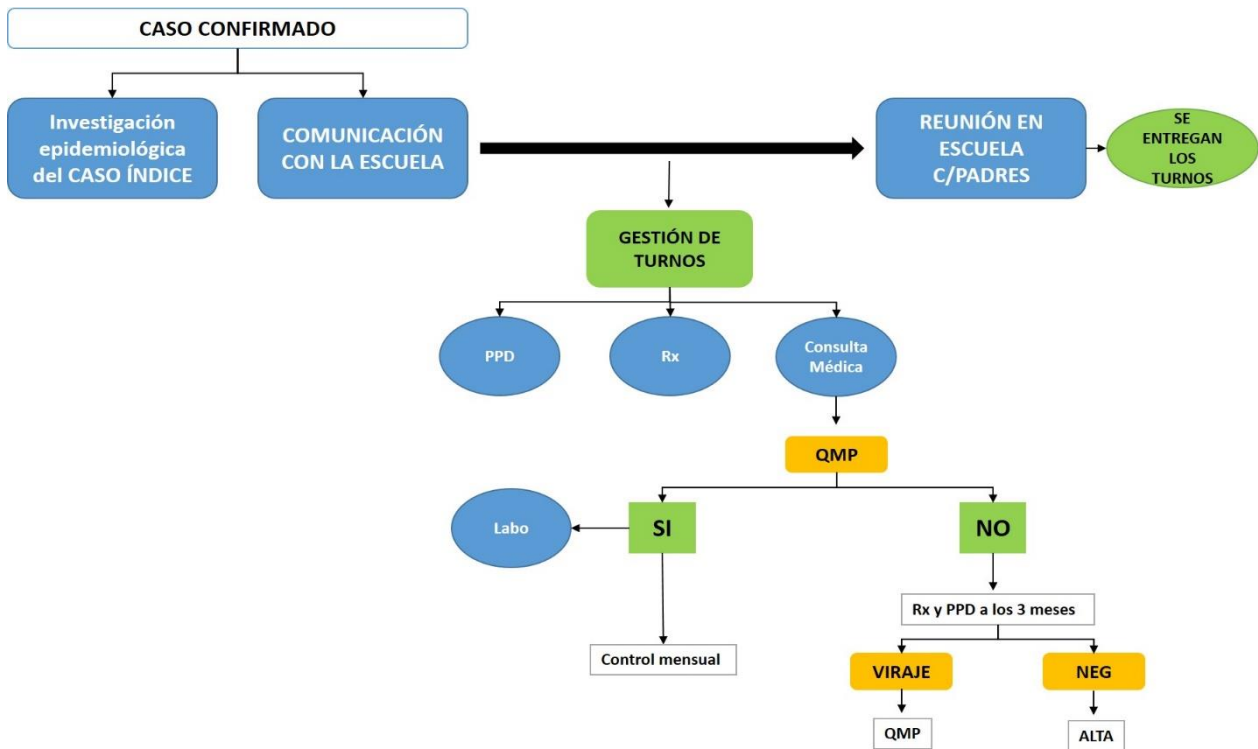 CASO CONFIRMADO
Investigación
epidemiológica
del CASO ÍNDICE
COMUNICACIÓN
CON LA ESCUELA
REUNIÓN EN
ESCUELA
C/PADRES
SE
ENTREGAN
LOS
TURNOS
GESTIÓN DE
TURNOS
PPD
Rx
Consulta
Médica
QMP
Labo
SI
NO
Rx y PPD a los 3 meses
Control mensual
VIRAJE
NEG
QMP
ALTA